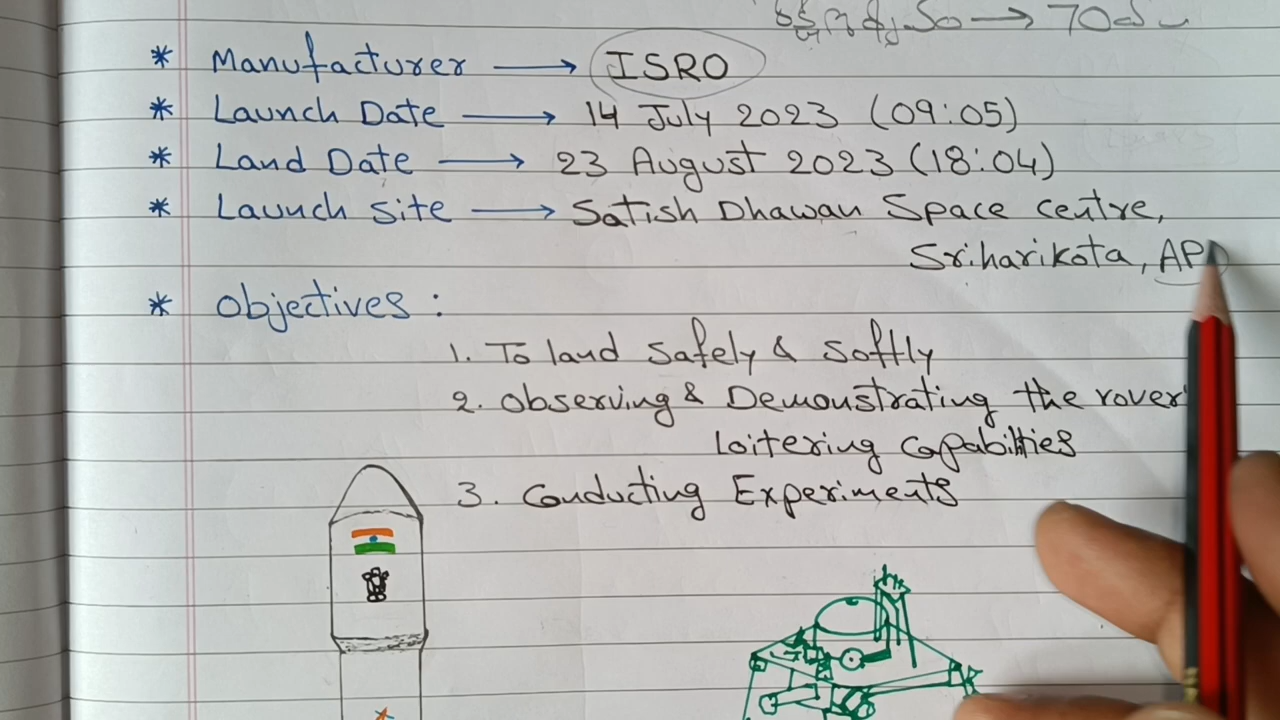 → 70
* Manufacturer → ISRO
* Launch Date → 14 July 2023 (09:05)
* Land Date → 23 August 2023 (18:04)
* Launch site → Satish Dhawan Space centre,
Sriharikota, AP
* Objectives :
1. To land safely & softly
2. Observing & Demonstrating the rover's
loitering capabilities
3. Conducting Experiments